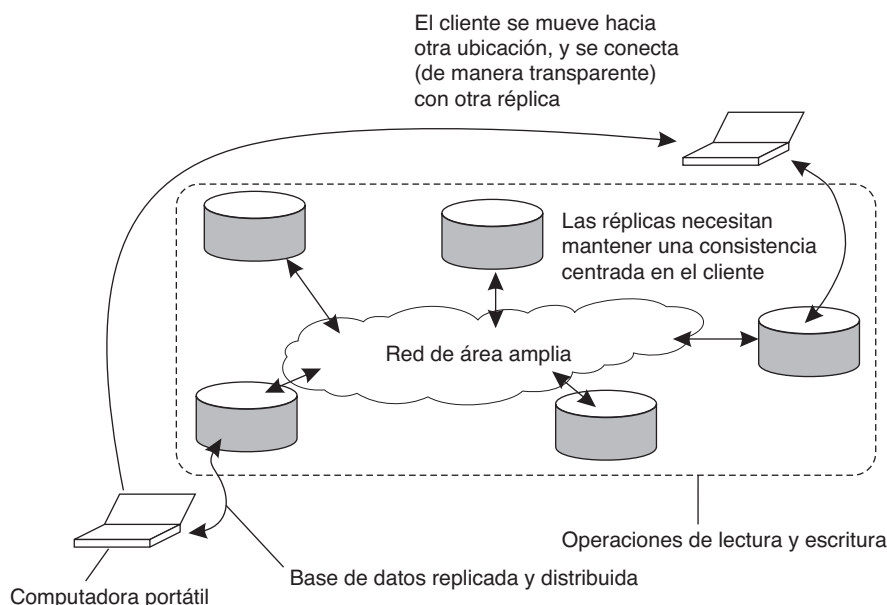 El cliente se mueve hacia
otra ubicación, y se conecta
(de manera transparente)
con otra réplica
Las réplicas necesitan
mantener una consistencia
centrada en el cliente
Red de área amplia
Operaciones de lectura y escritura
Base de datos replicada y distribuida
Computadora portátil